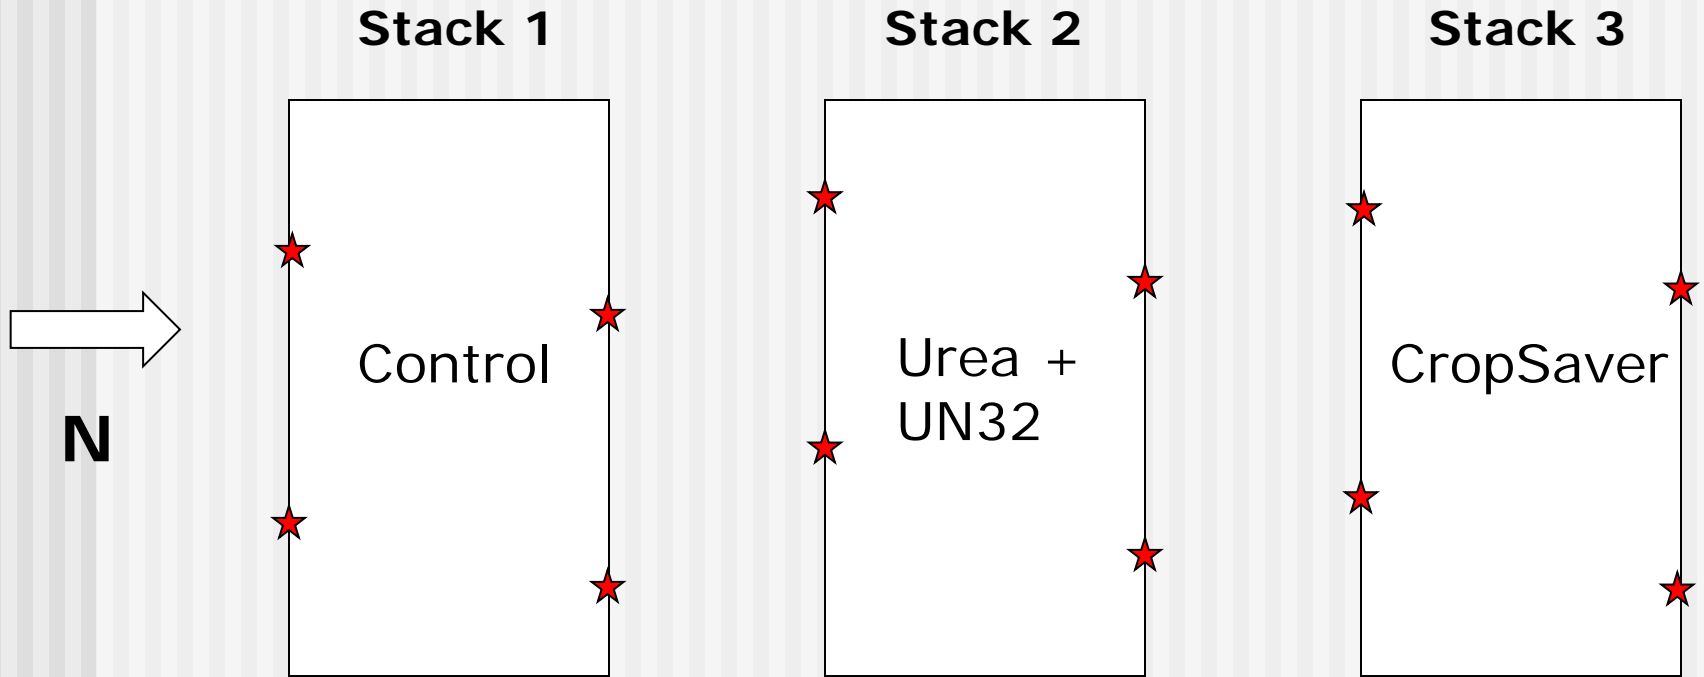 Stack 1
Stack 2
Stack 3
Control
Urea +
UN32
CropSaver
N